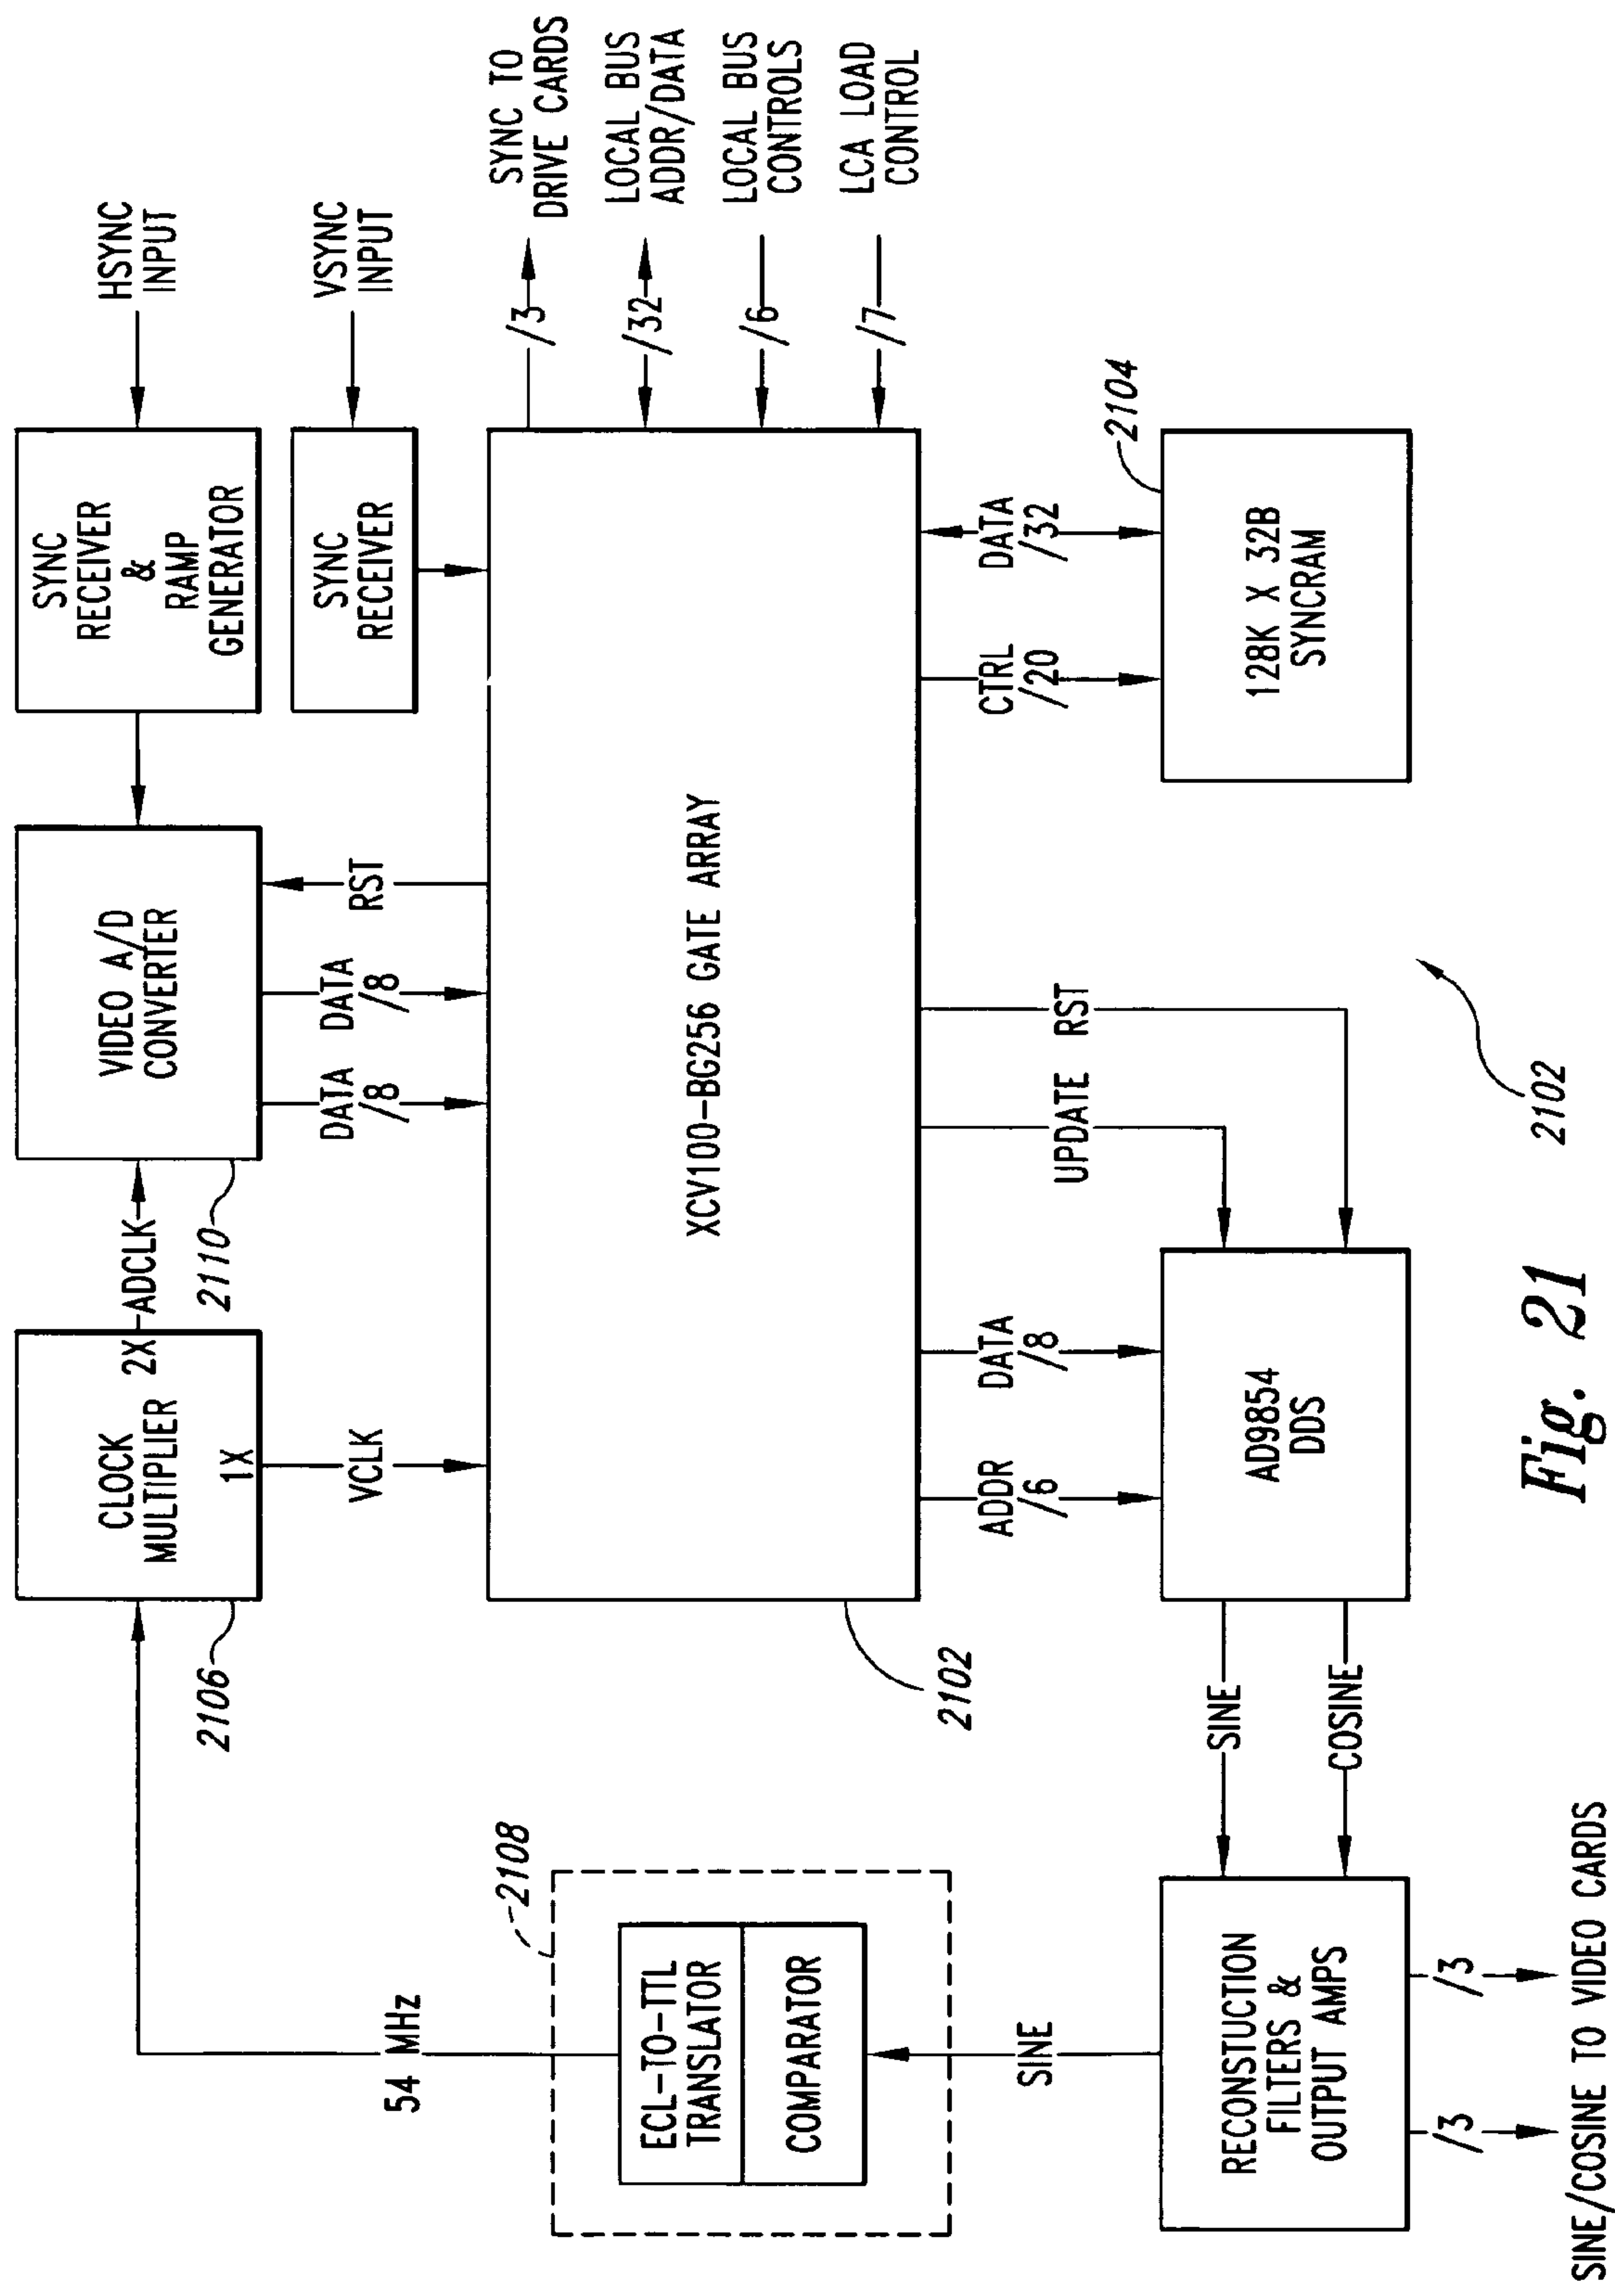 HSYNC
INPUT
SYNC
RECEIVER
&
RAMP
GENERATOR
VSYNC
INPUT
SYNC
RECEIVER
VIDEO A/D
CONVERTER
2110
ADCLK
2X
CLOCK
MULTIPLIER
1X
2106
VCLK
DATA
/8
DATA
/8
RST
54 MHz
2108
ECL-TO-TTL
TRANSLATOR
COMPARATOR
SINE
XCV100-BG256 GATE ARRAY
2102
SYNC TO
DRIVE CARDS
/3
LOCAL BUS
ADDR/DATA
/32
LOCAL BUS
CONTROLS
/6
LCA LOAD
CONTROL
/7
ADDR
/6
DATA
/8
UPDATE
RST
CTRL
/20
DATA
/32
2104
128K X 32B
SYNCRAM
AD9854
DDS
SINE
COSINE
RECONSTUCTION
FILTERS &
OUTPUT AMPS
/3
/3
SINE/COSINE TO VIDEO CARDS
2102
Fig. 21